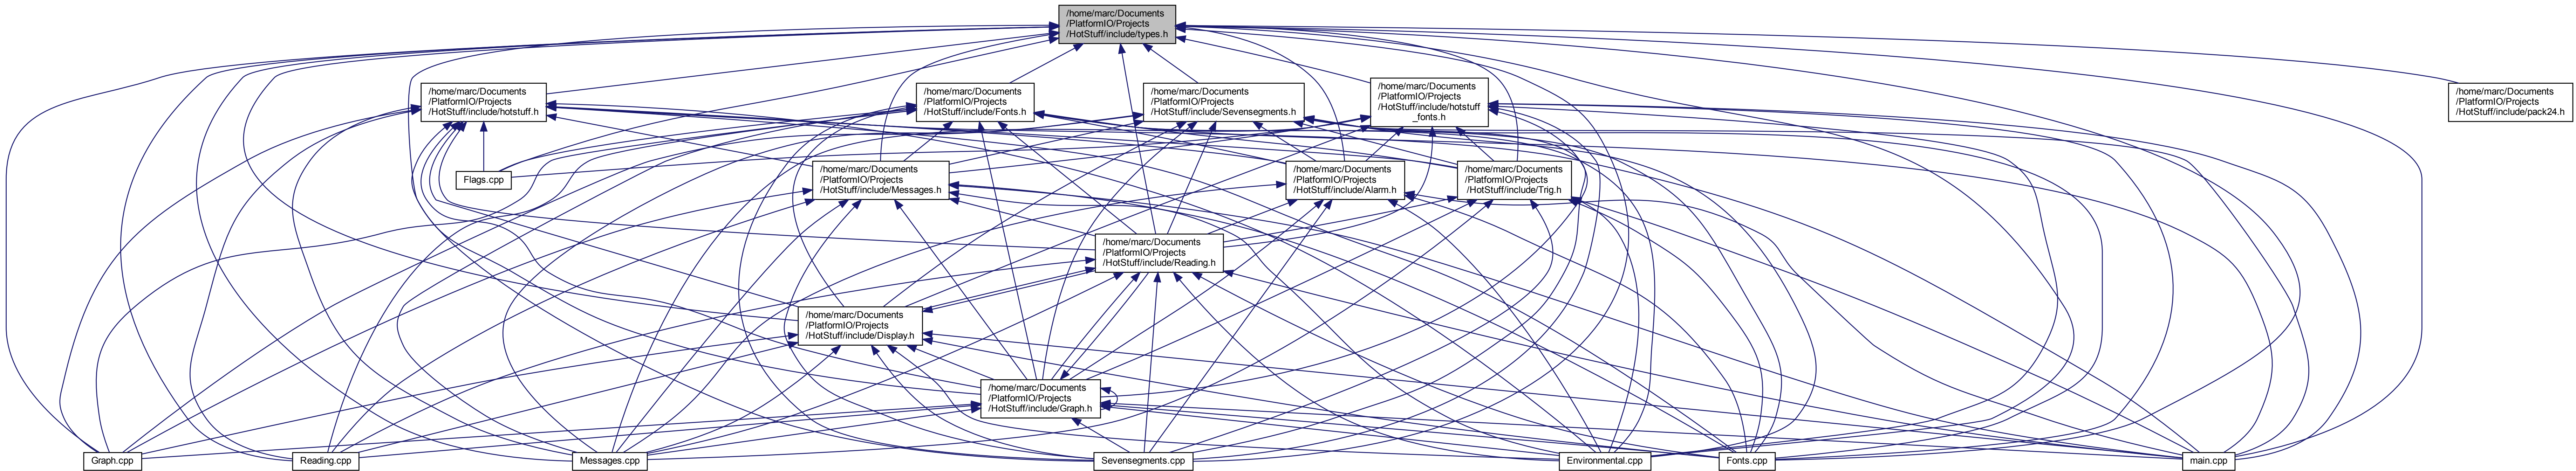 /home/marc/Documents
/PlatformIO/Projects
/HotStuff/include/types.h
/home/marc/Documents
/PlatformIO/Projects
/HotStuff/include/hotstuff.h
/home/marc/Documents
/PlatformIO/Projects
/HotStuff/include/Fonts.h
/home/marc/Documents
/PlatformIO/Projects
/HotStuff/include/Sevensegments.h
/home/marc/Documents
/PlatformIO/Projects
/HotStuff/include/hotstuff
_fonts.h
/home/marc/Documents
/PlatformIO/Projects
/HotStuff/include/pack24.h
Flags.cpp
/home/marc/Documents
/PlatformIO/Projects
/HotStuff/include/Messages.h
/home/marc/Documents
/PlatformIO/Projects
/HotStuff/include/Alarm.h
/home/marc/Documents
/PlatformIO/Projects
/HotStuff/include/Trig.h
/home/marc/Documents
/PlatformIO/Projects
/HotStuff/include/Reading.h
/home/marc/Documents
/PlatformIO/Projects
/HotStuff/include/Display.h
/home/marc/Documents
/PlatformIO/Projects
/HotStuff/include/Graph.h
Graph.cpp
Reading.cpp
Messages.cpp
Sevensegments.cpp
Environmental.cpp
Fonts.cpp
main.cpp